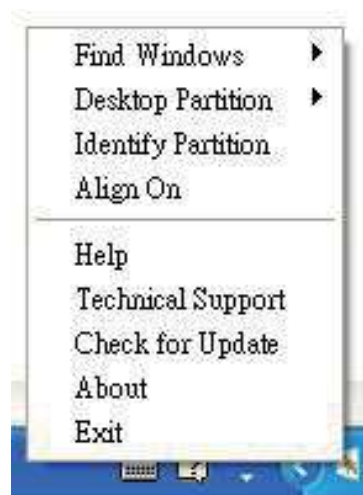 Find Windows
Desktop Partition
Identify Partition
Align On
Help
Technical Support
Check for Update
About
Exit